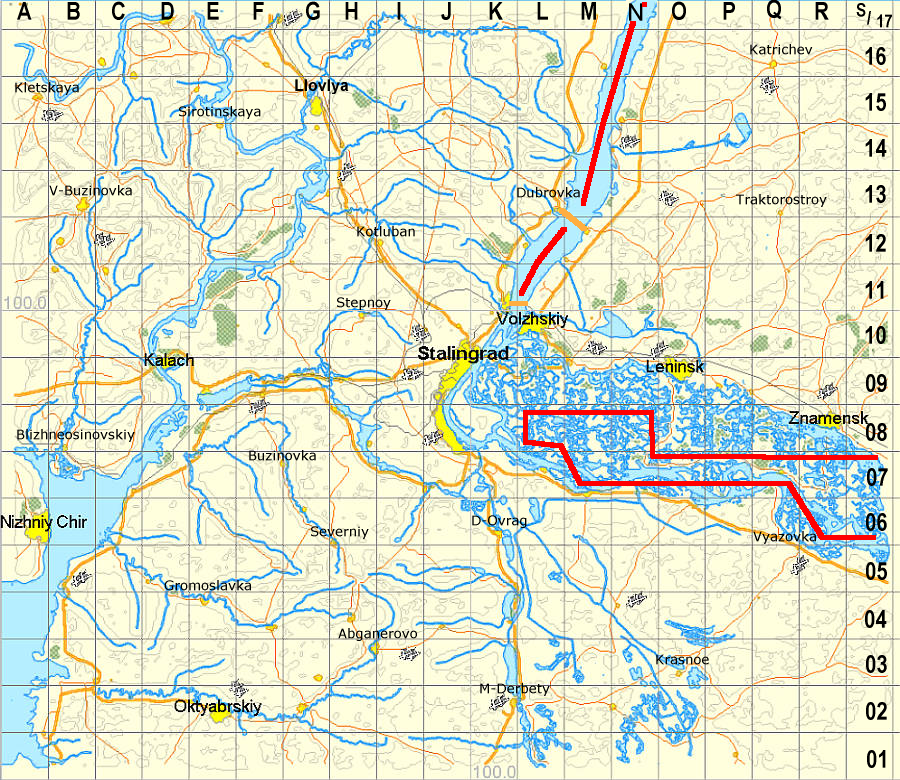 A B C D E F G H I J K L M N O P Q R S/17
Katrichev 16
Kletskaya Llovlya
Sirotinskaya 15
14
V-Buzinovka Dubrovka Traktorostroy 13
Kotluban 12
100.0 Stepnoy 11
Volzhskiy 10
Kalach Stalingrad Leninsk
09
Znamensk
Blizhneosinovskiy 08
Buzinovka 07
Nizhniy Chir D-Ovrag 06
Severniy Vyazovka
05
Gromoslavka
04
Abganerovo
Krasnoe 03
M-Derbety
Oktyabrskiy 02
01
100.0